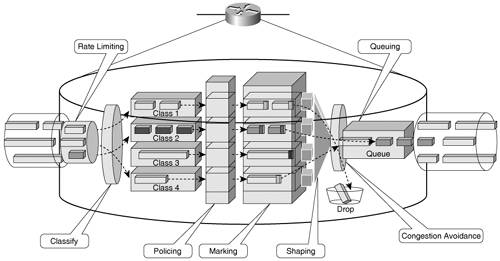 Rate Limiting
Queuing
Class 1
Class 2
Class 3
Class 4
Queue
Drop
Classify
Policing
Marking
Shaping
Congestion Avoidance